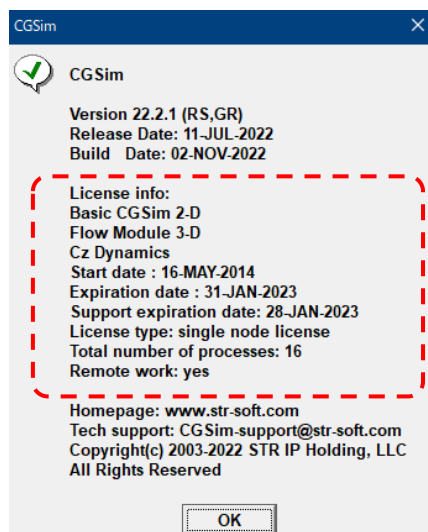 CGSim
CGSim
Version 22.2.1 (RS,GR)
Release Date: 11-JUL-2022
Build Date: 02-NOV-2022
License info:
Basic CGSim 2-D
Flow Module 3-D
Cz Dynamics
Start date : 16-MAY-2014
Expiration date : 31-JAN-2023
Support expiration date: 28-JAN-2023
License type: single node license
Total number of processes: 16
Remote work: yes
Homepage: www.str-soft.com
Tech support: CGSim-support@str-soft.com
Copyright(c) 2003-2022 STR IP Holding, LLC
All Rights Reserved
OK